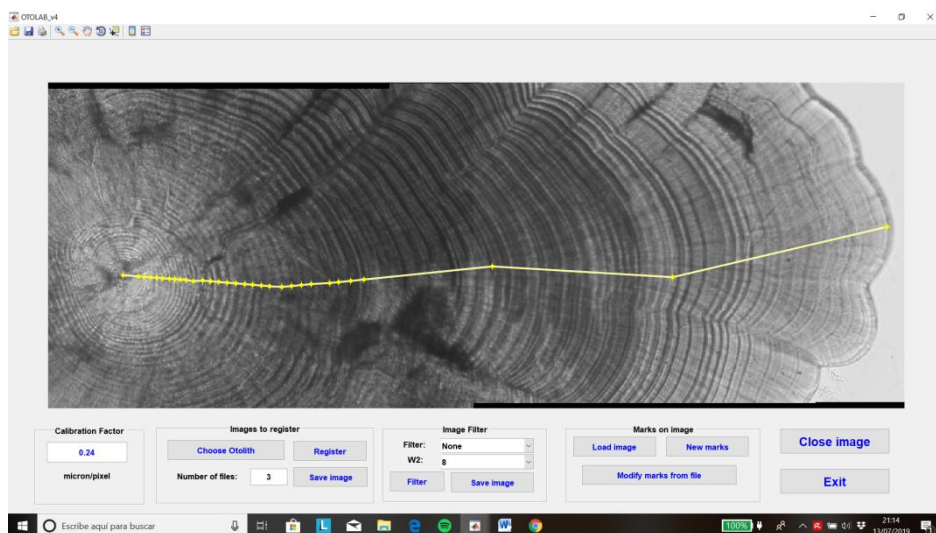 OTOLAB_v4
Calibration Factor
0.24
micron/pixel
Images to register
Choose Otolith
Register
Number of files:
3
Save image
Image Filter
Filter:
None
W2:
8
Filter
Save image
Marks on image
Load image
New marks
Modify marks from file
Close image
Exit
Escribe aquí para buscar
100%
21:14
13/07/2019